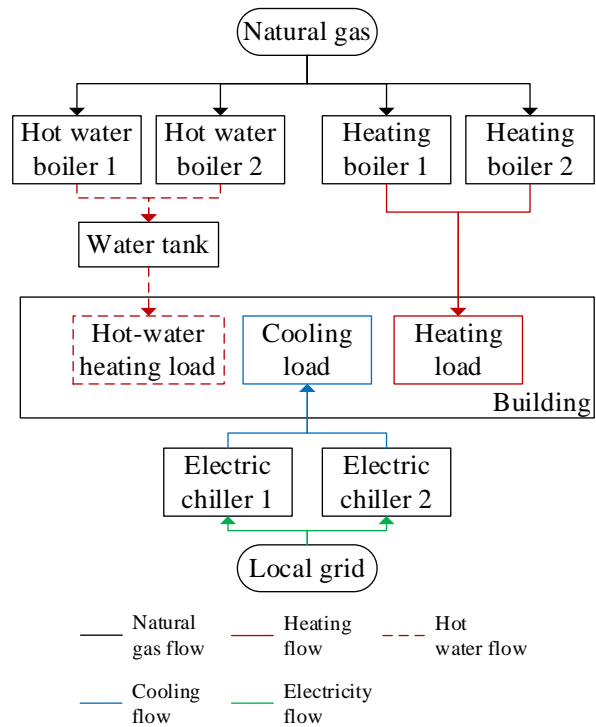 Natural gas
Hot water
boiler 1
Hot water
boiler 2
Heating
boiler 1
Heating
boiler 2
Water tank
Hot-water
heating load
Cooling
load
Heating
load
Building
Electric
chiller 1
Electric
chiller 2
Local grid
Natural
gas flow
Heating
flow
Hot
water flow
Cooling
flow
Electricity
flow